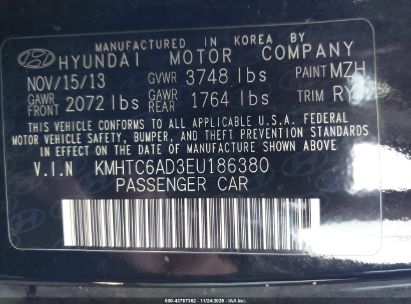 MANUFACTURED IN KOREA BY
HYUNDAI MOTOR COMPANY
NOV/15/13 GVWR 3748 lbs PAINT MZH
GAWR FRONT 2072 lbs GAWR REAR 1764 lbs TRIM RY
THIS VEHICLE CONFORMS TO ALL APPLICABLE U.S.A. FEDERAL
MOTOR VEHICLE SAFETY, BUMPER, AND THEFT PREVENTION STANDARDS
IN EFFECT ON THE DATE OF MANUFACTURE SHOWN ABOVE.
V.I.N KMHTC6AD3EU186380
PASSENGER CAR